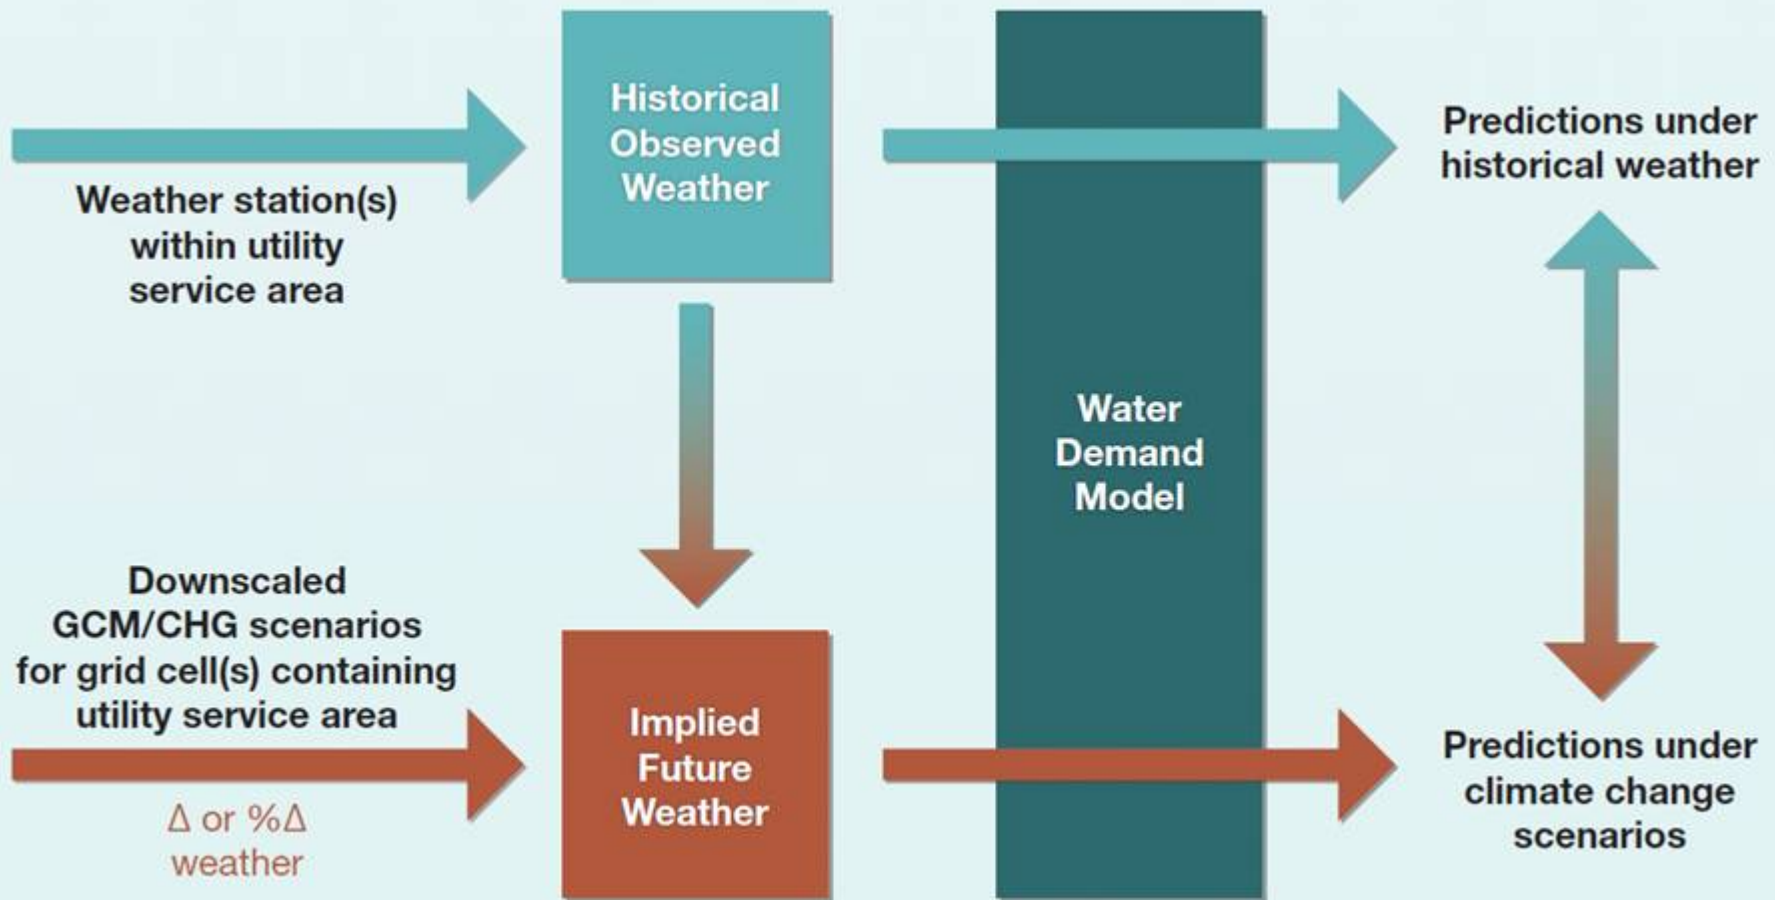 Historical
Observed
Weather
Predictions under
historical weather
Weather station(s)
within utility
service area
Water
Demand
Model
Downscaled
GCM/CHG scenarios
for grid cell(s) containing
utility service area
Δ or %Δ
weather
Implied
Future
Weather
Predictions under
climate change
scenarios